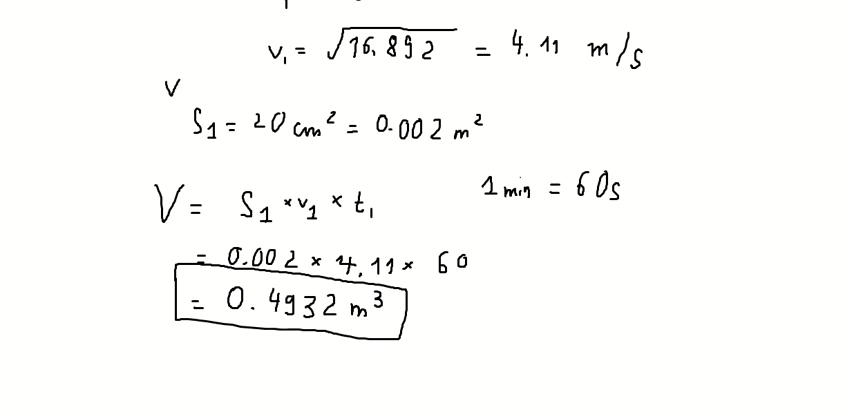 v₁ = √16.892 = 4.11 m/s
V
S₁ = 20 cm² = 0.002 m²
V = S₁ × v₁ × t₁ 1 min = 60s
= 0.002 × 4.11 × 60
= 0.4932 m³